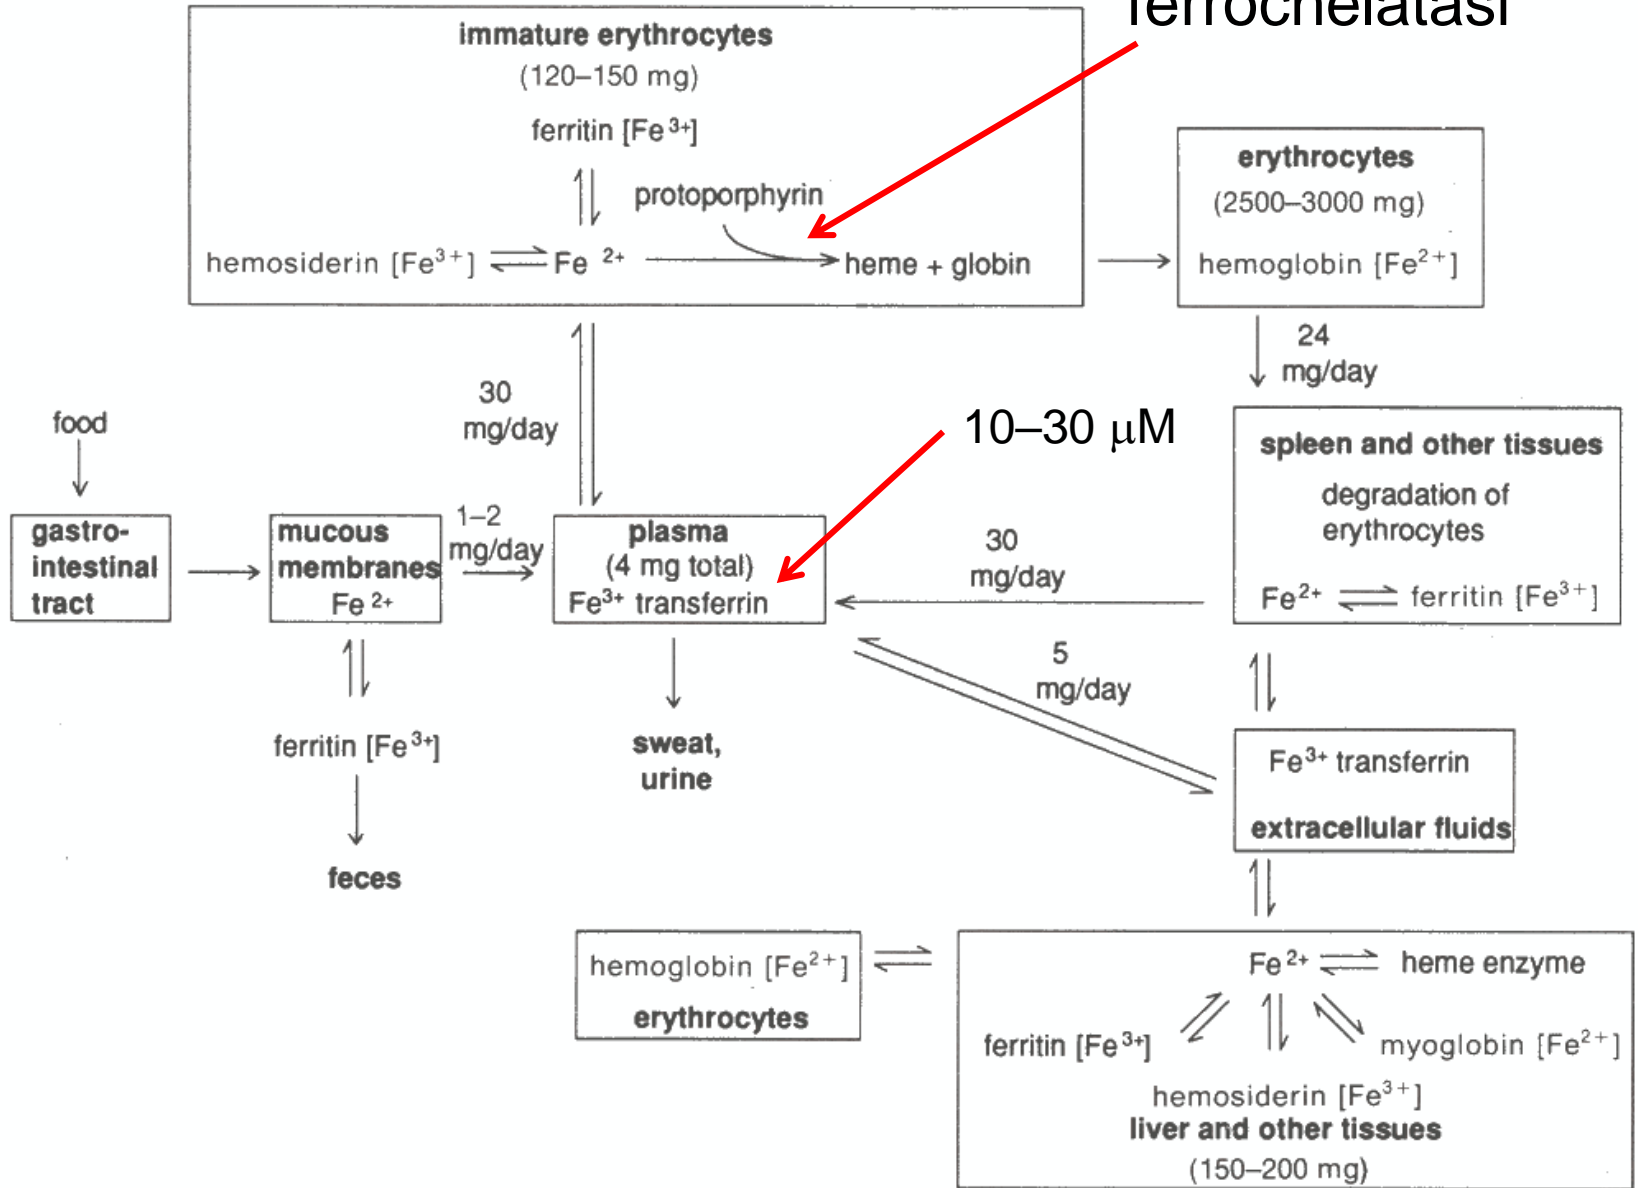 ferrochelatasi
immature erythrocytes
(120–150 mg)
ferritin [Fe³⁺]
protoporphyrin
hemosiderin [Fe³⁺]
Fe ²⁺
heme + globin
erythrocytes
(2500–3000 mg)
hemoglobin [Fe²⁺]
24
mg/day
30
mg/day
10–30 μM
food
gastro-
intestinal
tract
mucous
membranes
Fe ²⁺
1–2
mg/day
plasma
(4 mg total)
Fe³⁺ transferrin
30
mg/day
spleen and other tissues
degradation of
erythrocytes
Fe²⁺
ferritin [Fe³⁺]
5
mg/day
ferritin [Fe³⁺]
feces
sweat,
urine
Fe³⁺ transferrin
extracellular fluids
hemoglobin [Fe²⁺]
erythrocytes
Fe²⁺
heme enzyme
ferritin [Fe³⁺]
myoglobin [Fe²⁺]
hemosiderin [Fe³⁺]
liver and other tissues
(150–200 mg)